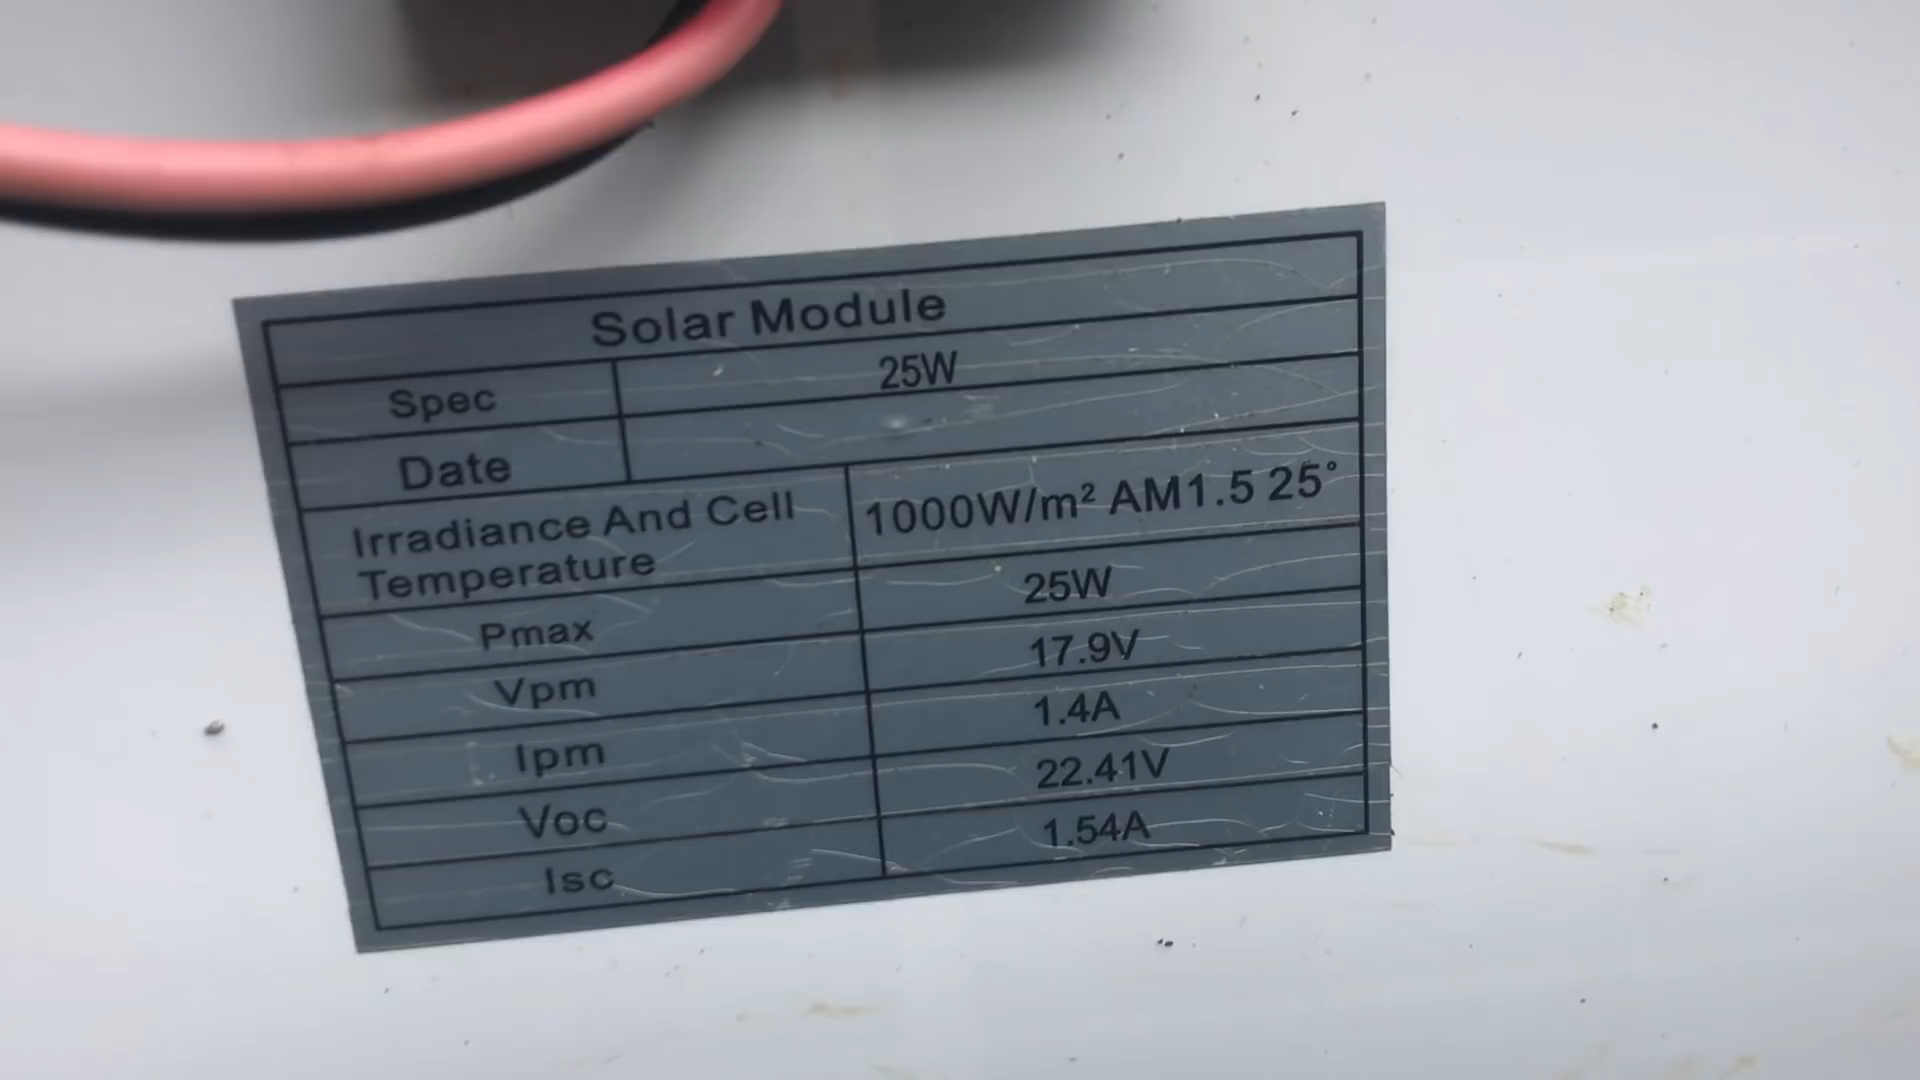 Solar Module
Spec 25W
Date
Irradiance And Cell
Temperature
1000W/m² AM1.5 25°
Pmax 25W
Vpm 17.9V
Ipm 1.4A
Voc 22.41V
Isc 1.54A